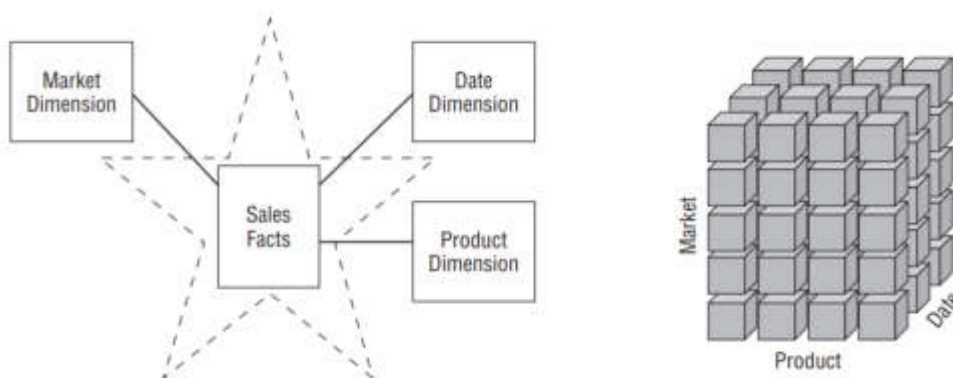 Market
Dimension
Date
Dimension
Sales
Facts
Product
Dimension
Market
Product
Date